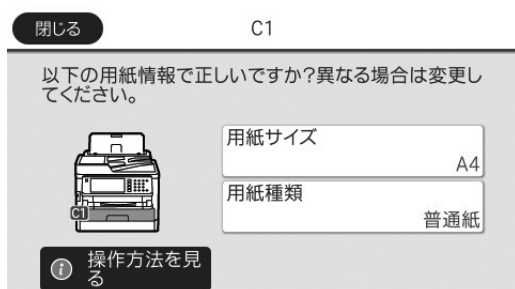 閉じる
C1
以下の用紙情報で正しいですか?異なる場合は変更し
てください。
用紙サイズ
A4
用紙種類
普通紙
C1
操作方法を見
る